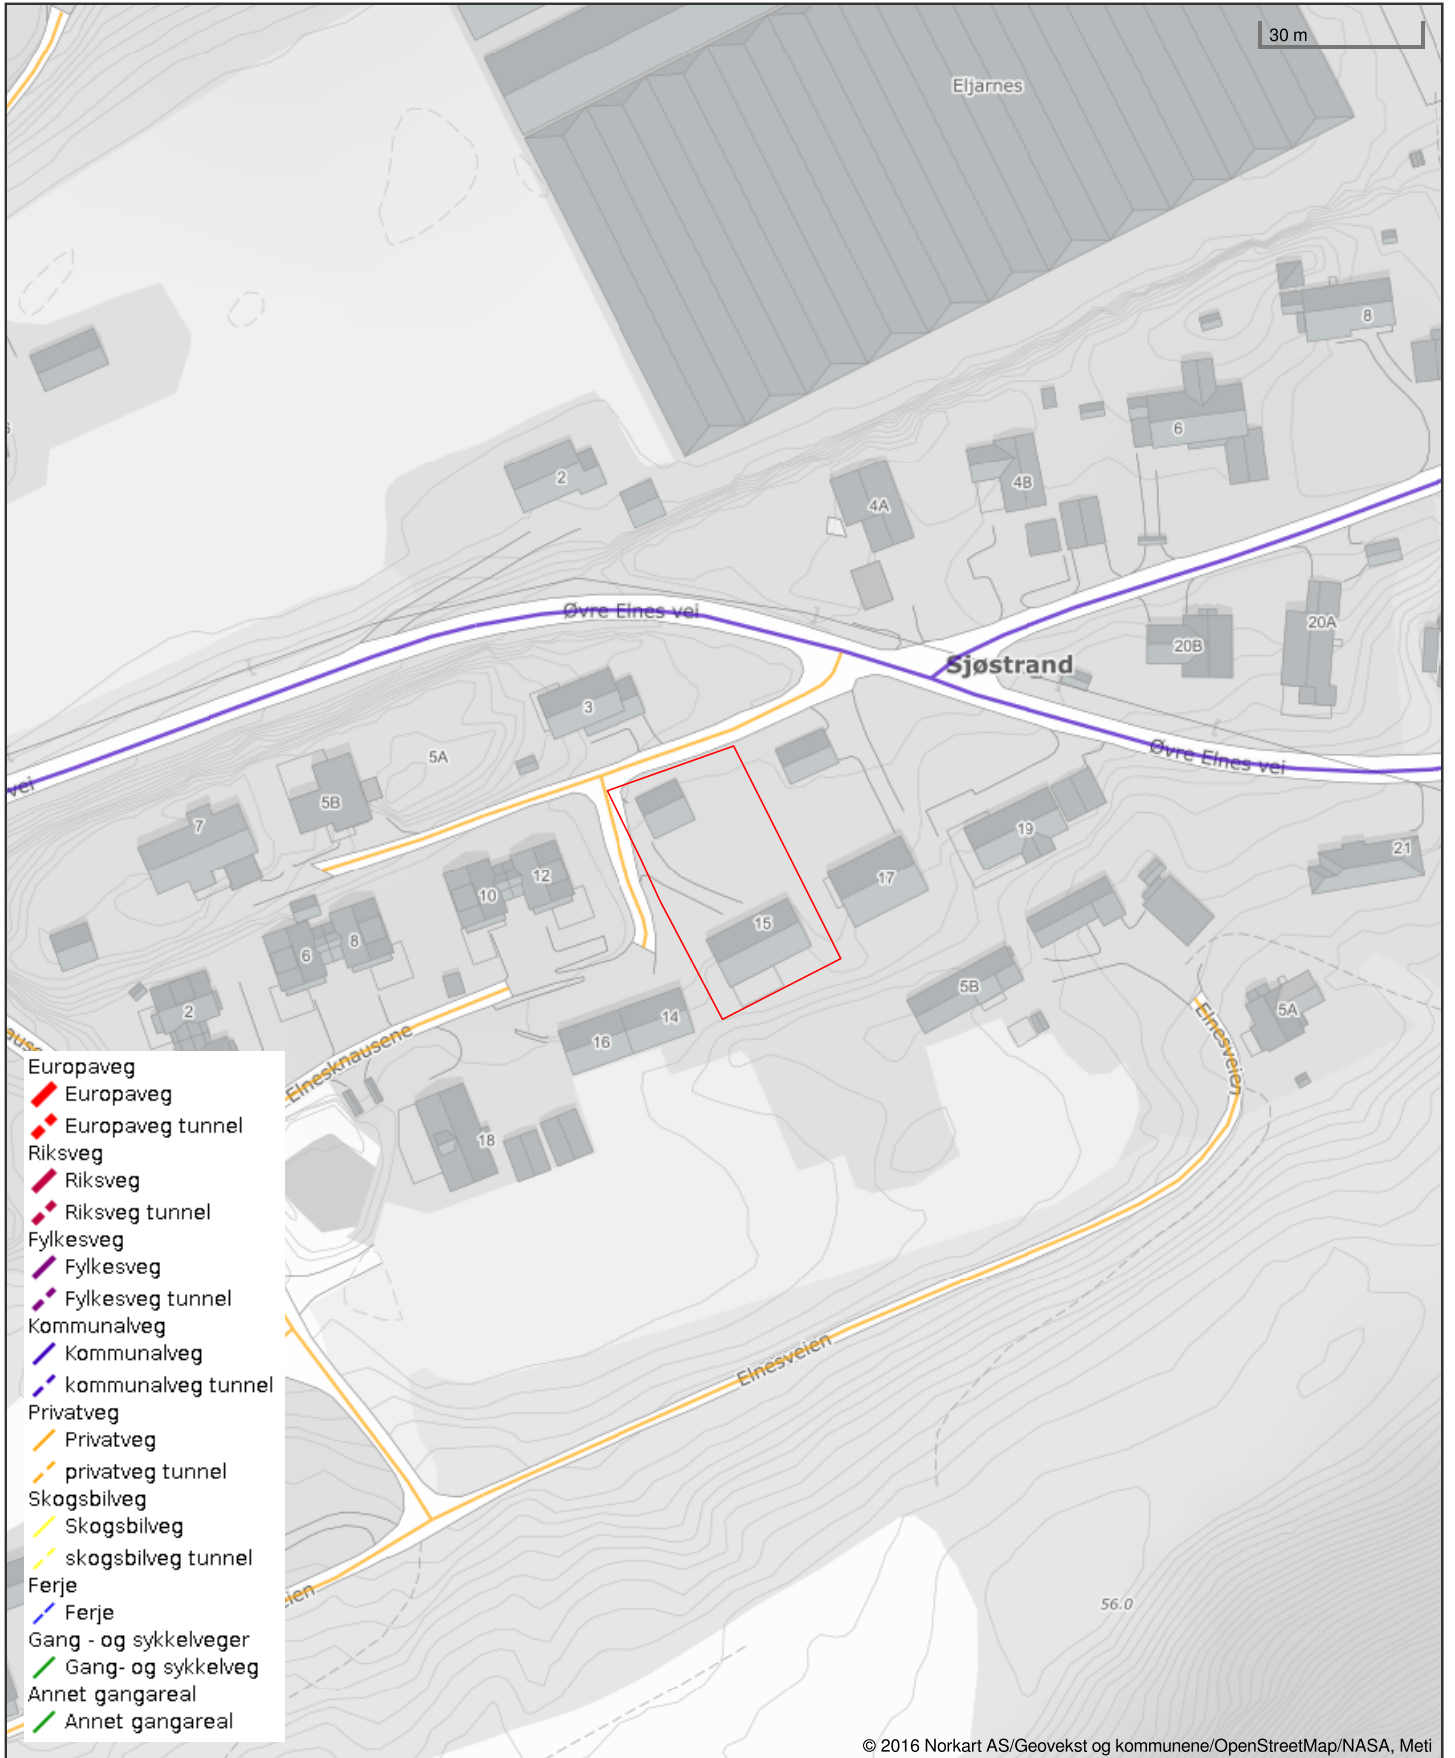 30 m
Eljarnes
8
6
2
4B
4A
Øvre Elnes vei
20A
20B
Sjøstrand
3
5A
Øvre Elnes vei
vei
5B
7
19
21
12
17
10
15
8
6
5B
2
5A
14
16
Elnesknausene
Elnesveien
18
Elnesveien
56.0
Europaveg
Europaveg
Europaveg tunnel
Riksveg
Riksveg
Riksveg tunnel
Fylkesveg
Fylkesveg
Fylkesveg tunnel
Kommunalveg
Kommunalveg
kommunalveg tunnel
Privatveg
Privatveg
privatveg tunnel
Skogsbilveg
Skogsbilveg
skogsbilveg tunnel
Ferje
Ferje
Gang - og sykkelveger
Gang- og sykkelveg
Annet gangareal
Annet gangareal
© 2016 Norkart AS/Geovekst og kommunene/OpenStreetMap/NASA, Meti